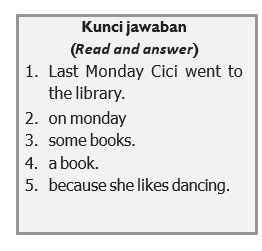 Kunci jawaban
(Read and answer)
1. Last Monday Cici went to
the library.
2. on monday
3. some books.
4. a book.
5. because she likes dancing.